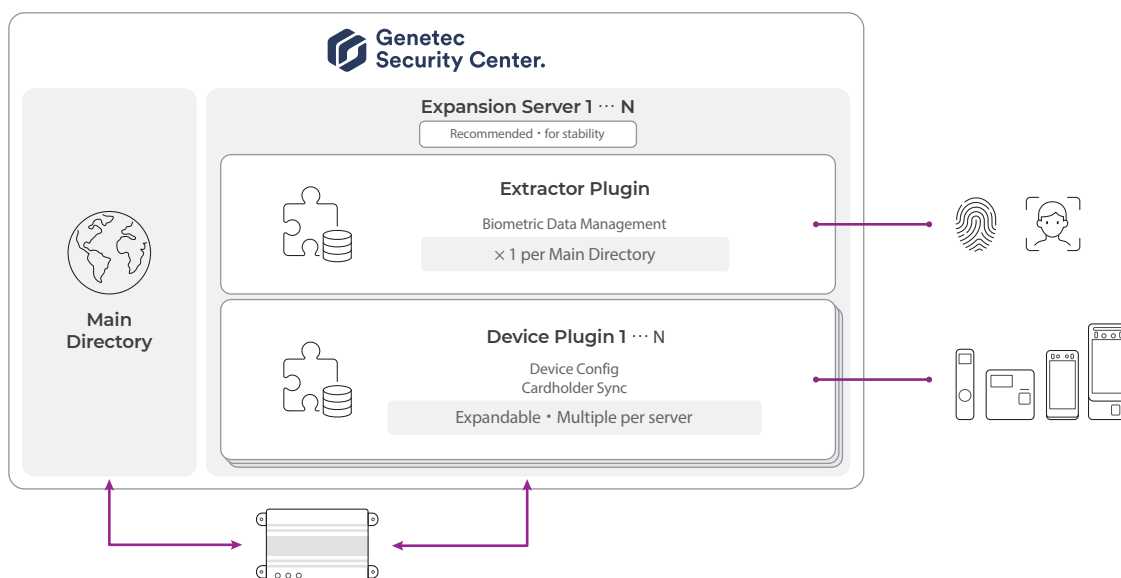 Genetec
Security Center.
Expansion Server 1 ··· N
Recommended · for stability
Main
Directory
Extractor Plugin
Biometric Data Management
× 1 per Main Directory
Device Plugin 1 ··· N
Device Config
Cardholder Sync
Expandable · Multiple per server